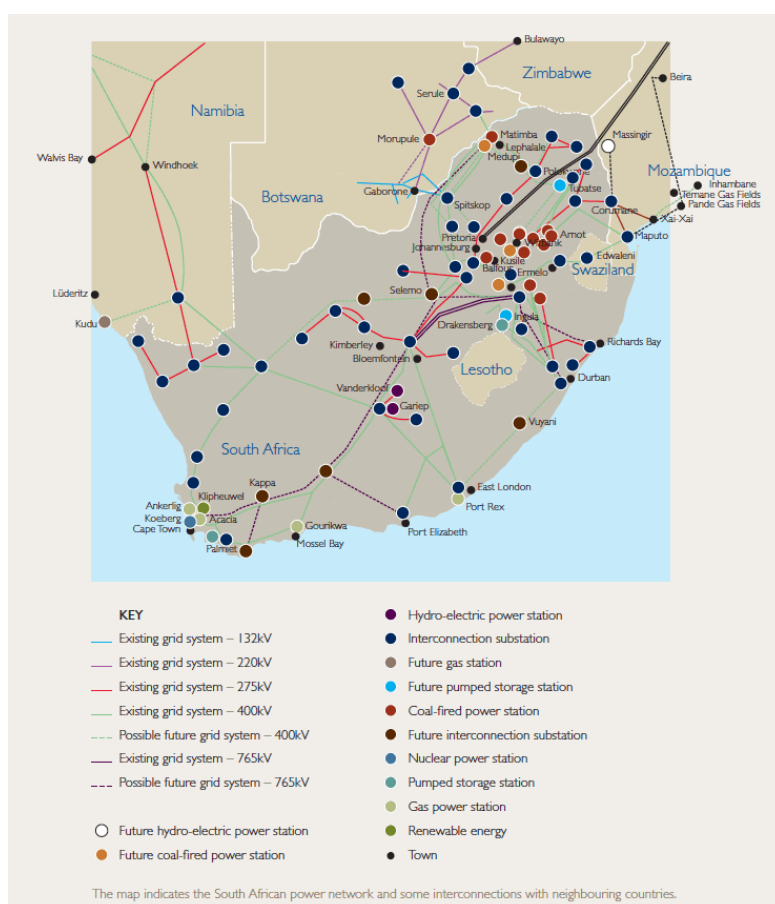 Bulawayo
Zimbabwe
Beira
Serule
Namibia
Morupule
Matimba
Lephalale
Medupi
Massingir
Walvis Bay
Windhoek
Mozambique
Botswana
Gaborone
Tubatse
Inhambane
Temane Gas Fields
Pande Gas Fields
Spitskop
Corumane
Xai-Xai
Pretoria
Arnot
Maputo
Johannesburg
Kusile
Edwaleni
Balfour
Ermelo
Swaziland
Lüderitz
Selemo
Kudu
Ingula
Drakensberg
Kimberley
Richards Bay
Bloemfontein
Lesotho
Durban
Vanderkloof
Gariep
Vuyani
South Africa
Kappa
East London
Klipheuwel
Ankerlig
Port Rex
Koeberg
Acacia
Gourikwa
Cape Town
Port Elizabeth
Mossel Bay
Palmiet
KEY
Existing grid system – 132kV
Existing grid system – 220kV
Existing grid system – 275kV
Existing grid system – 400kV
Possible future grid system – 400kV
Existing grid system – 765kV
Possible future grid system – 765kV
Future hydro-electric power station
Future coal-fired power station
Hydro-electric power station
Interconnection substation
Future gas station
Future pumped storage station
Coal-fired power station
Future interconnection substation
Nuclear power station
Pumped storage station
Gas power station
Renewable energy
Town
The map indicates the South African power network and some interconnections with neighbouring countries.